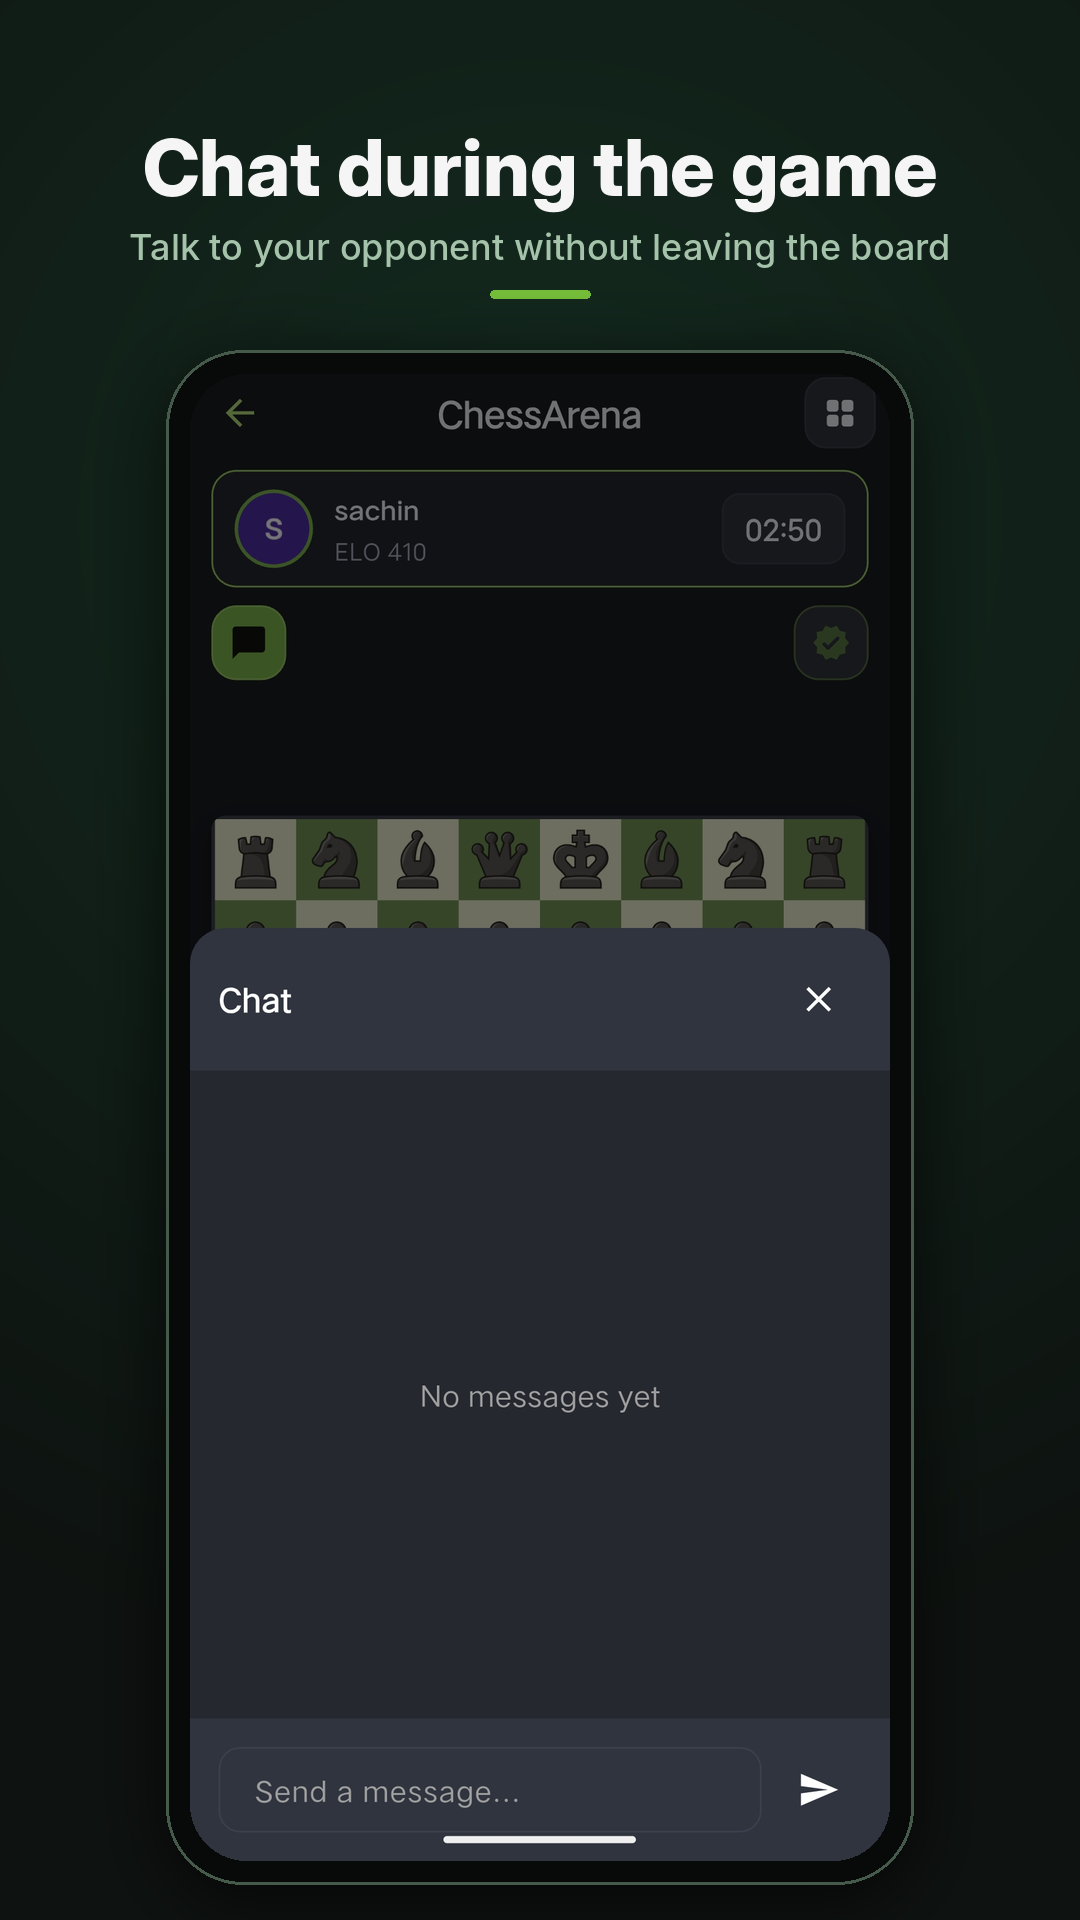 Chat during the game
Talk to your opponent without leaving the board
ChessArena
S
sachin
ELO 410
02:50
Chat
No messages yet
Send a message...